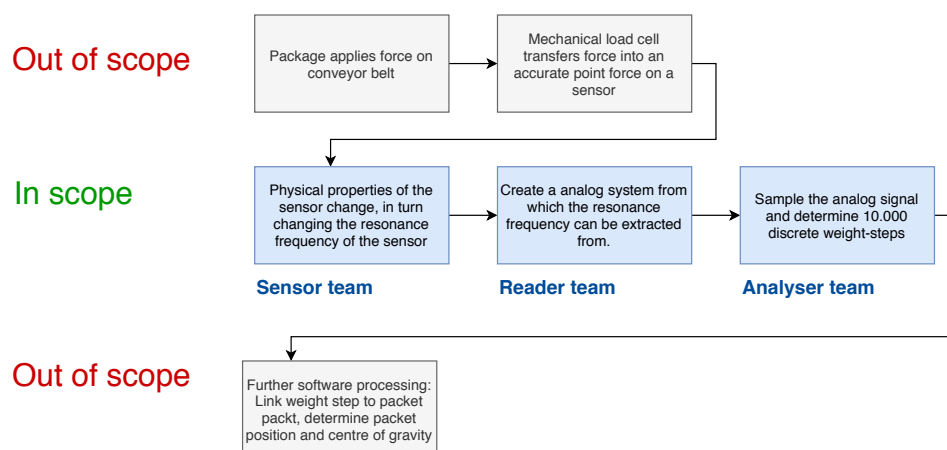 Out of scope
Package applies force on
conveyor belt
Mechanical load cell
transfers force into an
accurate point force on a
sensor
In scope
Physical properties of the
sensor change, in turn
changing the resonance
frequency of the sensor
Create a analog system from
which the resonance
frequency can be extracted
from.
Sample the analog signal
and determine 10.000
discrete weight-steps
Sensor team
Reader team
Analyser team
Out of scope
Further software processing:
Link weight step to packet
packt, determine packet
position and centre of gravity